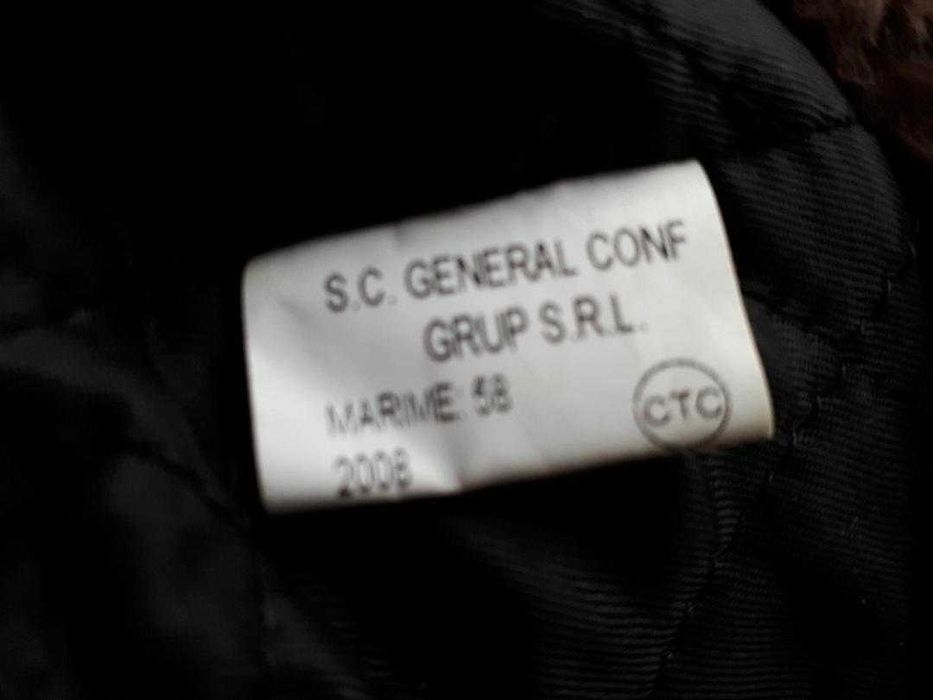 S.C. GENERAL CONF
GRUP S.R.L.
MARIME: 58
CTC
2008